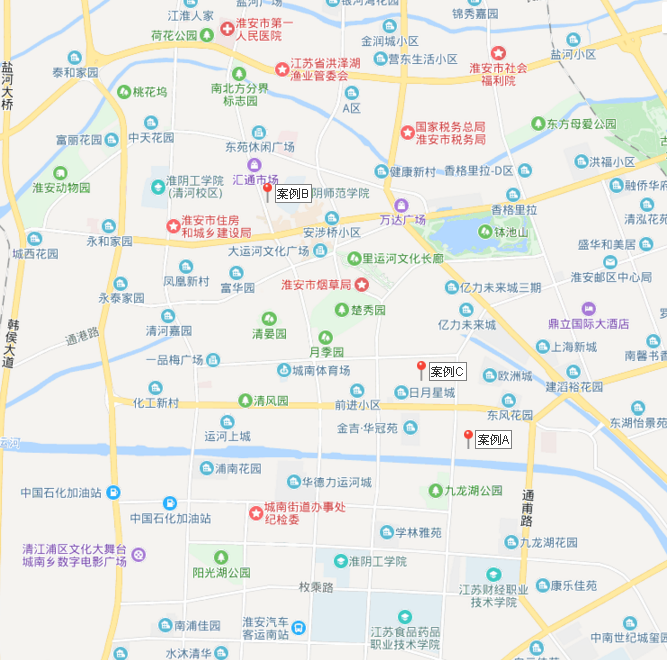 江淮人家
荷花公园
淮安市第一
人民医院
锦秀嘉园
金润城小区
营东生活小区
盐河小区
泰和家园
江苏省洪泽湖
渔业管委会
淮安市社会
福利院
盐河大桥
桃花坞
南北方分界
标志园
A区
国家税务总局
淮安市税务局
东方母爱公园
中天花园
富丽花园
东苑休闲广场
汇通市场
健康新村
香格里拉-D区
洪福小区
淮安动物园
淮阴工学院
(清河校区)
案例B
阴师范学院
万达广场
香格里拉
融侨华府
清泓花苑
永和家园
淮安市住房
和城乡建设局
安涉桥小区
钵池山
城西花园
大运河文化广场
里运河文化长廊
盛华和美居
凤凰新村
富华园
淮安市烟草局
亿力未来城三期
淮安邮区中心局
永泰家园
楚秀园
清河嘉园
清晏园
亿力未来城
鼎立国际大酒店
韩侯大道
通港路
月季园
上海新城
南馨书香
一品梅广场
城南体育场
案例C
欧洲城
建滔裕花园
化工新村
清风园
前进小区
日月星城
东风花园
东湖怡景苑
运河上城
金吉·华冠苑
案例A
运河
浦南花园
华德力运河城
九龙湖公园
通甫路
中国石化加油站
中国石化加油站
城南街道办事处
纪检委
学林雅苑
九龙湖花园
清江浦区文化大舞台
城南乡数字电影广场
阳光湖公园
淮阴工学院
枚乘路
江苏财经职业
技术学院
康乐佳苑
南浦佳园
淮安汽车
客运南站
江苏食品药品
职业技术学院
中南世纪城玺园
水沐清华